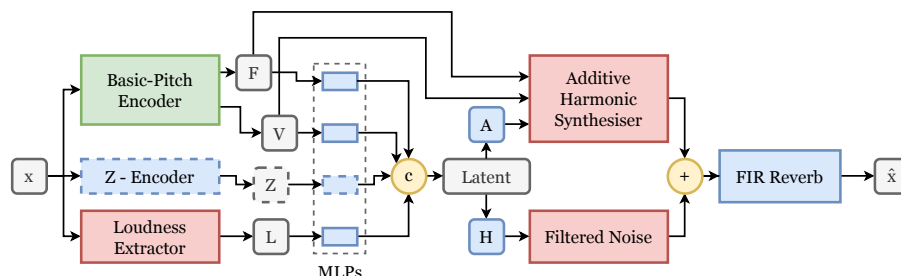 x
Basic-Pitch
Encoder
F
V
Z - Encoder
Z
Loudness
Extractor
L
MLPs
c
Latent
A
H
Additive
Harmonic
Synthesiser
Filtered Noise
+
FIR Reverb
x̂